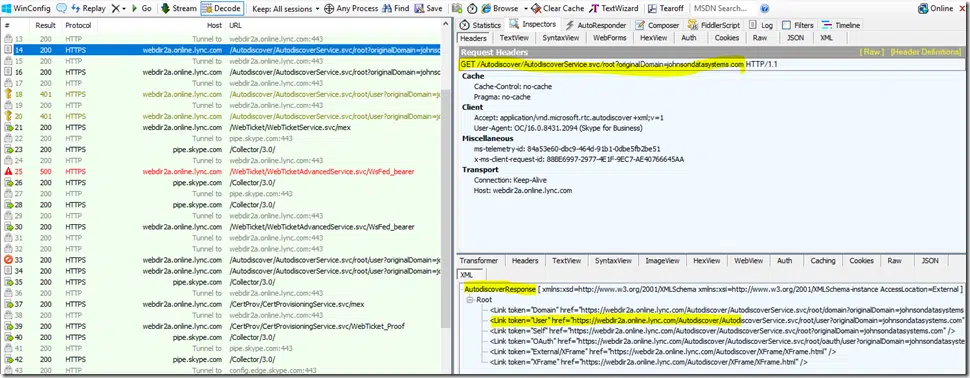 WinConfig Replay Go Stream Decode Keep: All sessions Any Process Find Save Browse Clear Cache TextWizard Tearoff MSDN Search... Online
# Result Protocol Host URL
13 200 HTTP Tunnel to webdir2a.online.lync.com:443
14 200 HTTPS webdir2a.online.lync.com /Autodiscover/AutodiscoverService.svc/root?originalDomain=johnso
15 200 HTTP Tunnel to webdir2a.online.lync.com:443
16 200 HTTPS webdir2a.online.lync.com /Autodiscover/AutodiscoverService.svc/root?originalDomain=johns
17 200 HTTP Tunnel to webdir2a.online.lync.com:443
18 401 HTTPS webdir2a.online.lync.com /Autodiscover/AutodiscoverService.svc/root/user?originalDomain=j
19 200 HTTP Tunnel to webdir2a.online.lync.com:443
20 401 HTTPS webdir2a.online.lync.com /Autodiscover/AutodiscoverService.svc/root/user?originalDomain=j
21 200 HTTPS webdir2a.online.lync.com /WebTicket/WebTicketService.svc/mex
22 200 HTTP Tunnel to pipe.skype.com:443
23 200 HTTPS pipe.skype.com /Collector/3.0/
24 200 HTTP Tunnel to webdir2a.online.lync.com:443
25 500 HTTPS webdir2a.online.lync.com /WebTicket/WebTicketAdvancedService.svc/WsFed_bearer
26 200 HTTPS pipe.skype.com /Collector/3.0/
27 200 HTTP Tunnel to pipe.skype.com:443
28 200 HTTPS pipe.skype.com /Collector/3.0/
29 200 HTTP Tunnel to webdir2a.online.lync.com:443
30 200 HTTPS webdir2a.online.lync.com /WebTicket/WebTicketAdvancedService.svc/WsFed_bearer
31 200 HTTP Tunnel to webdir2a.online.lync.com:443
32 200 HTTP Tunnel to webdir2a.online.lync.com:443
33 200 HTTPS webdir2a.online.lync.com /Autodiscover/AutodiscoverService.svc/root/user?originalDomain=j
34 200 HTTPS webdir2a.online.lync.com /Autodiscover/AutodiscoverService.svc/root/user?originalDomain=j
35 200 HTTPS pipe.skype.com /Collector/3.0/
36 200 HTTP Tunnel to webdir2a.online.lync.com:443
37 200 HTTPS webdir2a.online.lync.com /CertProv/CertProvisioningService.svc/mex
38 200 HTTP Tunnel to webdir2a.online.lync.com:443
39 200 HTTPS webdir2a.online.lync.com /CertProv/CertProvisioningService.svc/WebTicket_Proof
40 200 HTTPS pipe.skype.com /Collector/3.0/
41 200 HTTP Tunnel to pipe.skype.com:443
42 200 HTTPS pipe.skype.com /Collector/3.0/
43 200 HTTP Tunnel to config.edge.skype.com:443
Statistics Inspectors AutoResponder Composer FiddlerScript Log Filters Timeline
Headers TextView SyntaxView WebForms HexView Auth Cookies Raw JSON XML
Request Headers [ Raw ] [Header Definitions]
GET /Autodiscover/AutodiscoverService.svc/root?originalDomain=johnsondatasystems.com HTTP/1.1
Cache
Cache-Control: no-cache
Pragma: no-cache
Client
Accept: application/vnd.microsoft.rtc.autodiscover+xml;v=1
User-Agent: OC/16.0.8431.2094 (Skype for Business)
Miscellaneous
ms-telemetry-id: 84a53e60-dbc9-464d-91b1-0dbe5fb2be51
x-ms-client-request-id: 88BE6997-2977-4E1F-9EC7-AE40766645AA
Transport
Connection: Keep-Alive
Host: webdir2a.online.lync.com
Transformer Headers TextView SyntaxView ImageView HexView WebView Auth Caching Cookies Raw JSON
XML
AutodiscoverResponse [ xmlns:xsd=http://www.w3.org/2001/XMLSchema xmlns:xsi=http://www.w3.org/2001/XMLSchema-instance AccessLocation=External ]
Root
<Link token="Domain" href="https://webdir2a.online.lync.com/Autodiscover/AutodiscoverService.svc/root/domain?originalDomain=johnsondatasystems
<Link token="User" href="https://webdir2a.online.lync.com/Autodiscover/AutodiscoverService.svc/root/user?originalDomain=johnsondatasystems.com"
<Link token="Self" href="https://webdir2a.online.lync.com/Autodiscover/AutodiscoverService.svc/root?originalDomain=johnsondatasystems.com" />
<Link token="OAuth" href="https://webdir2a.online.lync.com/Autodiscover/AutodiscoverService.svc/root/oauth/user?originalDomain=johnsondatasy
<Link token="External/XFrame" href="https://webdir2a.online.lync.com/Autodiscover/XFrame/XFrame.html" />
<Link token="XFrame" href="https://webdir2a.online.lync.com/Autodiscover/XFrame/XFrame.html" />